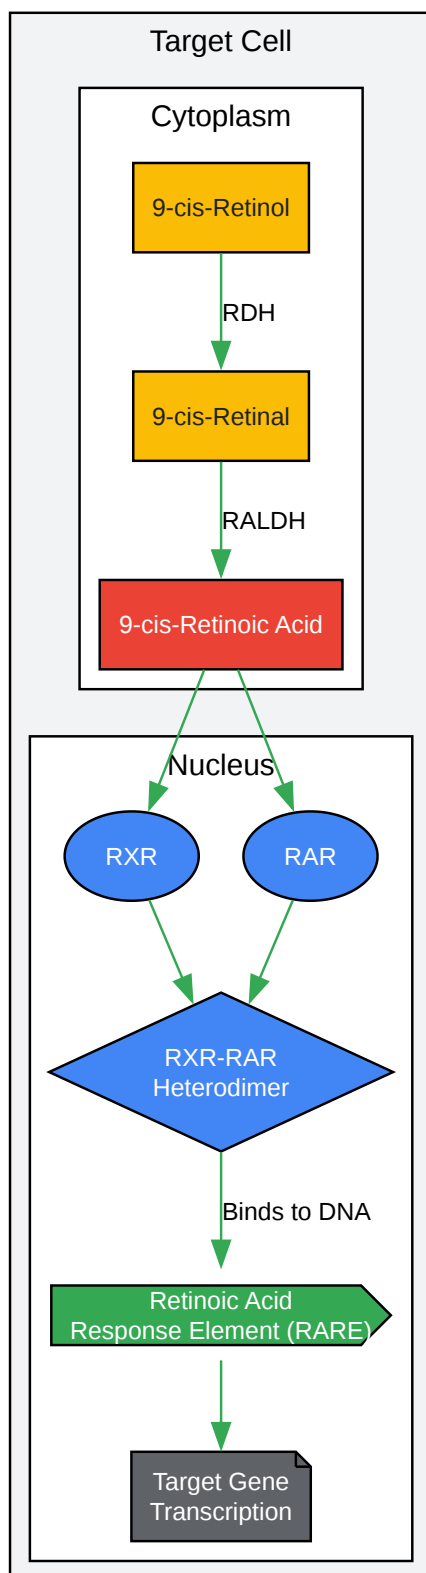 Target Cell
Cytoplasm
9-cis-Retinol
RDH
9-cis-Retinal
RALDH
9-cis-Retinoic Acid
Nucleus
RXR
RAR
RXR-RAR
Heterodimer
Binds to DNA
Retinoic Acid
Response Element (RARE)
Target Gene
Transcription